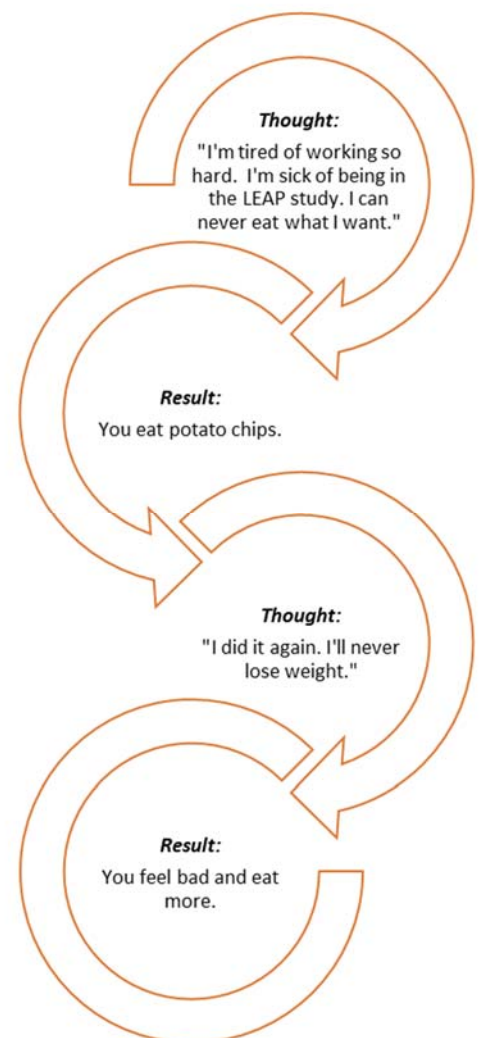 Thought:
"I'm tired of working so
hard.  I'm sick of being in
the LEAP study. I can
never eat what I want."
Result:
You eat potato chips.
Thought:
"I did it again. I'll never
lose weight."
Result:
You feel bad and eat
more.